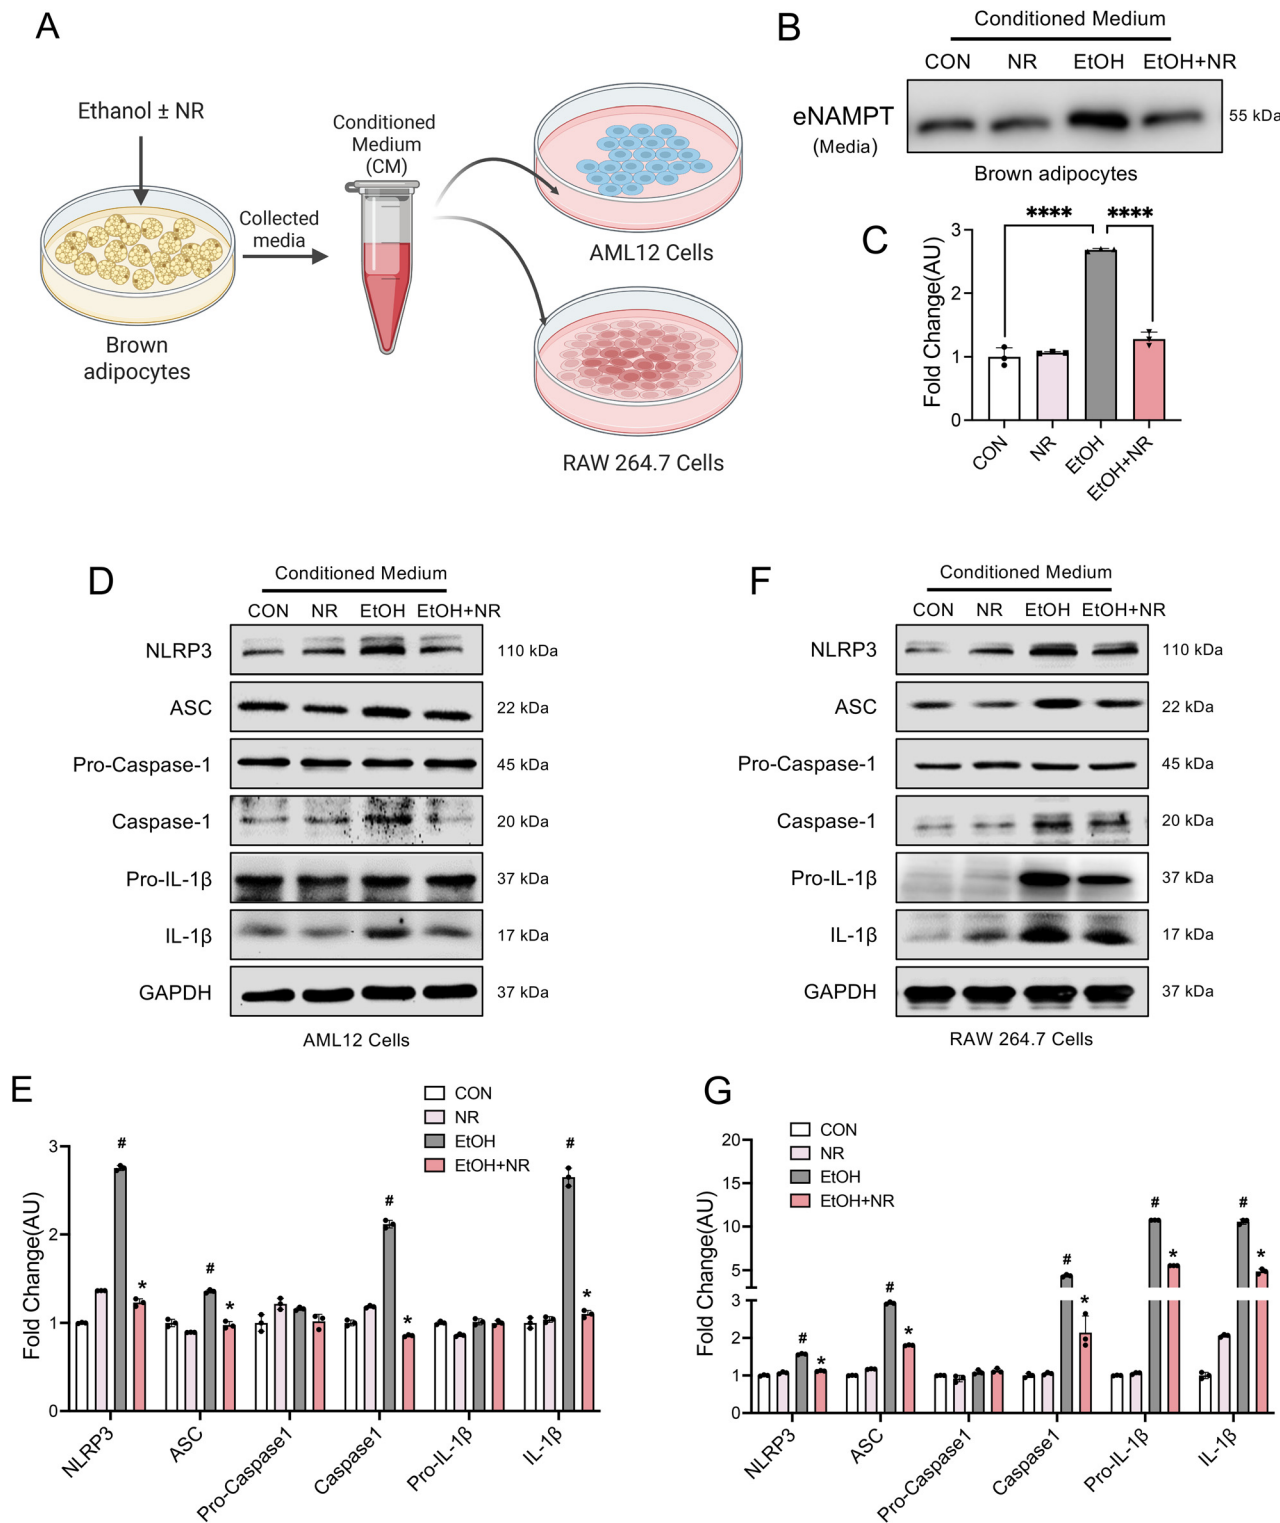 A
Ethanol ± NR
Brown
adipocytes
Collected
media
Conditioned
Medium
(CM)
AML12 Cells
RAW 264.7 Cells
B
Conditioned Medium
CON NR EtOH EtOH+NR
eNAMPT
(Media)
55 kDa
Brown adipocytes
C
Fold Change(AU)
3
2
1
0
**** ****
CON NR EtOH EtOH+NR
D
Conditioned Medium
CON NR EtOH EtOH+NR
NLRP3 110 kDa
ASC 22 kDa
Pro-Caspase-1 45 kDa
Caspase-1 20 kDa
Pro-IL-1β 37 kDa
IL-1β 17 kDa
GAPDH 37 kDa
AML12 Cells
F
Conditioned Medium
CON NR EtOH EtOH+NR
NLRP3 110 kDa
ASC 22 kDa
Pro-Caspase-1 45 kDa
Caspase-1 20 kDa
Pro-IL-1β 37 kDa
IL-1β 17 kDa
GAPDH 37 kDa
RAW 264.7 Cells
E
CON
NR
EtOH
EtOH+NR
Fold Change(AU)
3
2
1
0
# * # * # * # *
NLRP3 ASC Pro-Caspase1 Caspase1 Pro-IL-1β IL-1β
G
CON
NR
EtOH
EtOH+NR
Fold Change(AU)
20
15
10
5
3
2
1
0
# * # * # * # * # *
NLRP3 ASC Pro-Caspase1 Caspase1 Pro-IL-1β IL-1β